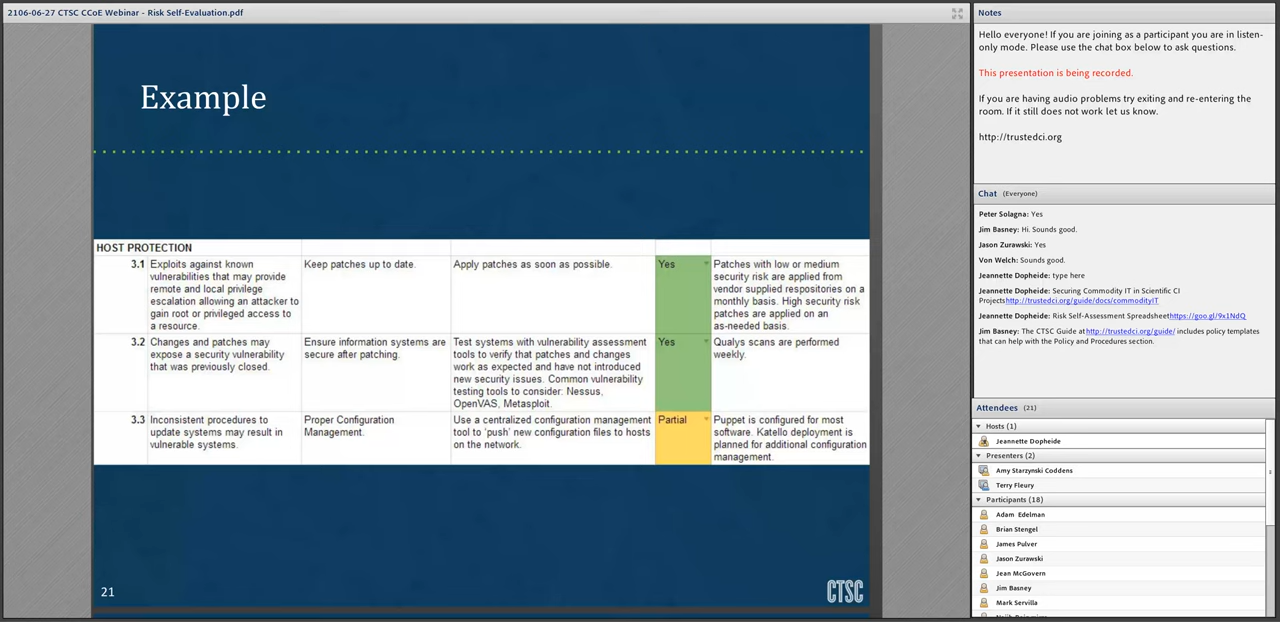 2106-06-27 CTSC CCoE Webinar - Risk Self-Evaluation.pdf
Example
HOST PROTECTION
3.1
Exploits against known
vulnerabilities that may provide
remote and local privilege
escalation allowing an attacker to
gain root or privileged access to
a resource.
Keep patches up to date.
Apply patches as soon as possible.
Yes
Patches with low or medium
security risk are applied from
vendor supplied respositories on a
monthly basis. High security risk
patches are applied on an
as-needed basis.
3.2
Changes and patches may
expose a security vulnerability
that was previously closed.
Ensure information systems are
secure after patching.
Test systems with vulnerability assessment
tools to verify that patches and changes
work as expected and have not introduced
new security issues. Common vulnerability
testing tools to consider: Nessus,
OpenVAS, Metasploit.
Yes
Qualys scans are performed
weekly.
3.3
Inconsistent procedures to
update systems may result in
vulnerable systems.
Proper Configuration
Management.
Use a centralized configuration management
tool to 'push' new configuration files to hosts
on the network.
Partial
Puppet is configured for most
software. Katello deployment is
planned for additional configuration
management.
21
CTSC
Notes
Hello everyone! If you are joining as a participant you are in listen-
only mode. Please use the chat box below to ask questions.
This presentation is being recorded.
If you are having audio problems try exiting and re-entering the
room. If it still does not work let us know.
http://trustedci.org
Chat (Everyone)
Peter Solagna: Yes
Jim Basney: Hi. Sounds good.
Jason Zurawski: Yes
Von Welch: Sounds good.
Jeannette Dopheide: type here
Jeannette Dopheide: Securing Commodity IT in Scientific CI
Projectshttp://trustedci.org/guide/docs/commodityIT
Jeannette Dopheide: Risk Self-Assessment Spreadsheethttps://goo.gl/9x1NdQ
Jim Basney: The CTSC Guide at http://trustedci.org/guide/ includes policy templates
that can help with the Policy and Procedures section.
Attendees (21)
Hosts (1)
Jeannette Dopheide
Presenters (2)
Amy Starzynski Coddens
Terry Fleury
Participants (18)
Adam Edelman
Brian Stengel
James Pulver
Jason Zurawski
Jean McGovern
Jim Basney
Mark Servilla